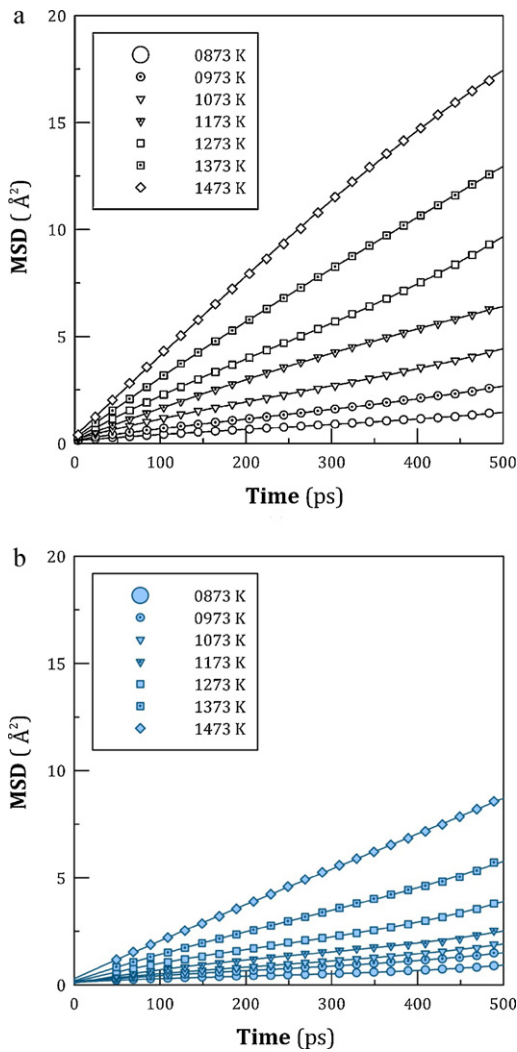 a
20
15
10
5
0
MSD ( Å²)
0873 K
0973 K
1073 K
1173 K
1273 K
1373 K
1473 K
0 100 200 300 400 500
Time (ps)
b
20
15
10
5
0
MSD ( Å²)
0873 K
0973 K
1073 K
1173 K
1273 K
1373 K
1473 K
0 100 200 300 400 500
Time (ps)